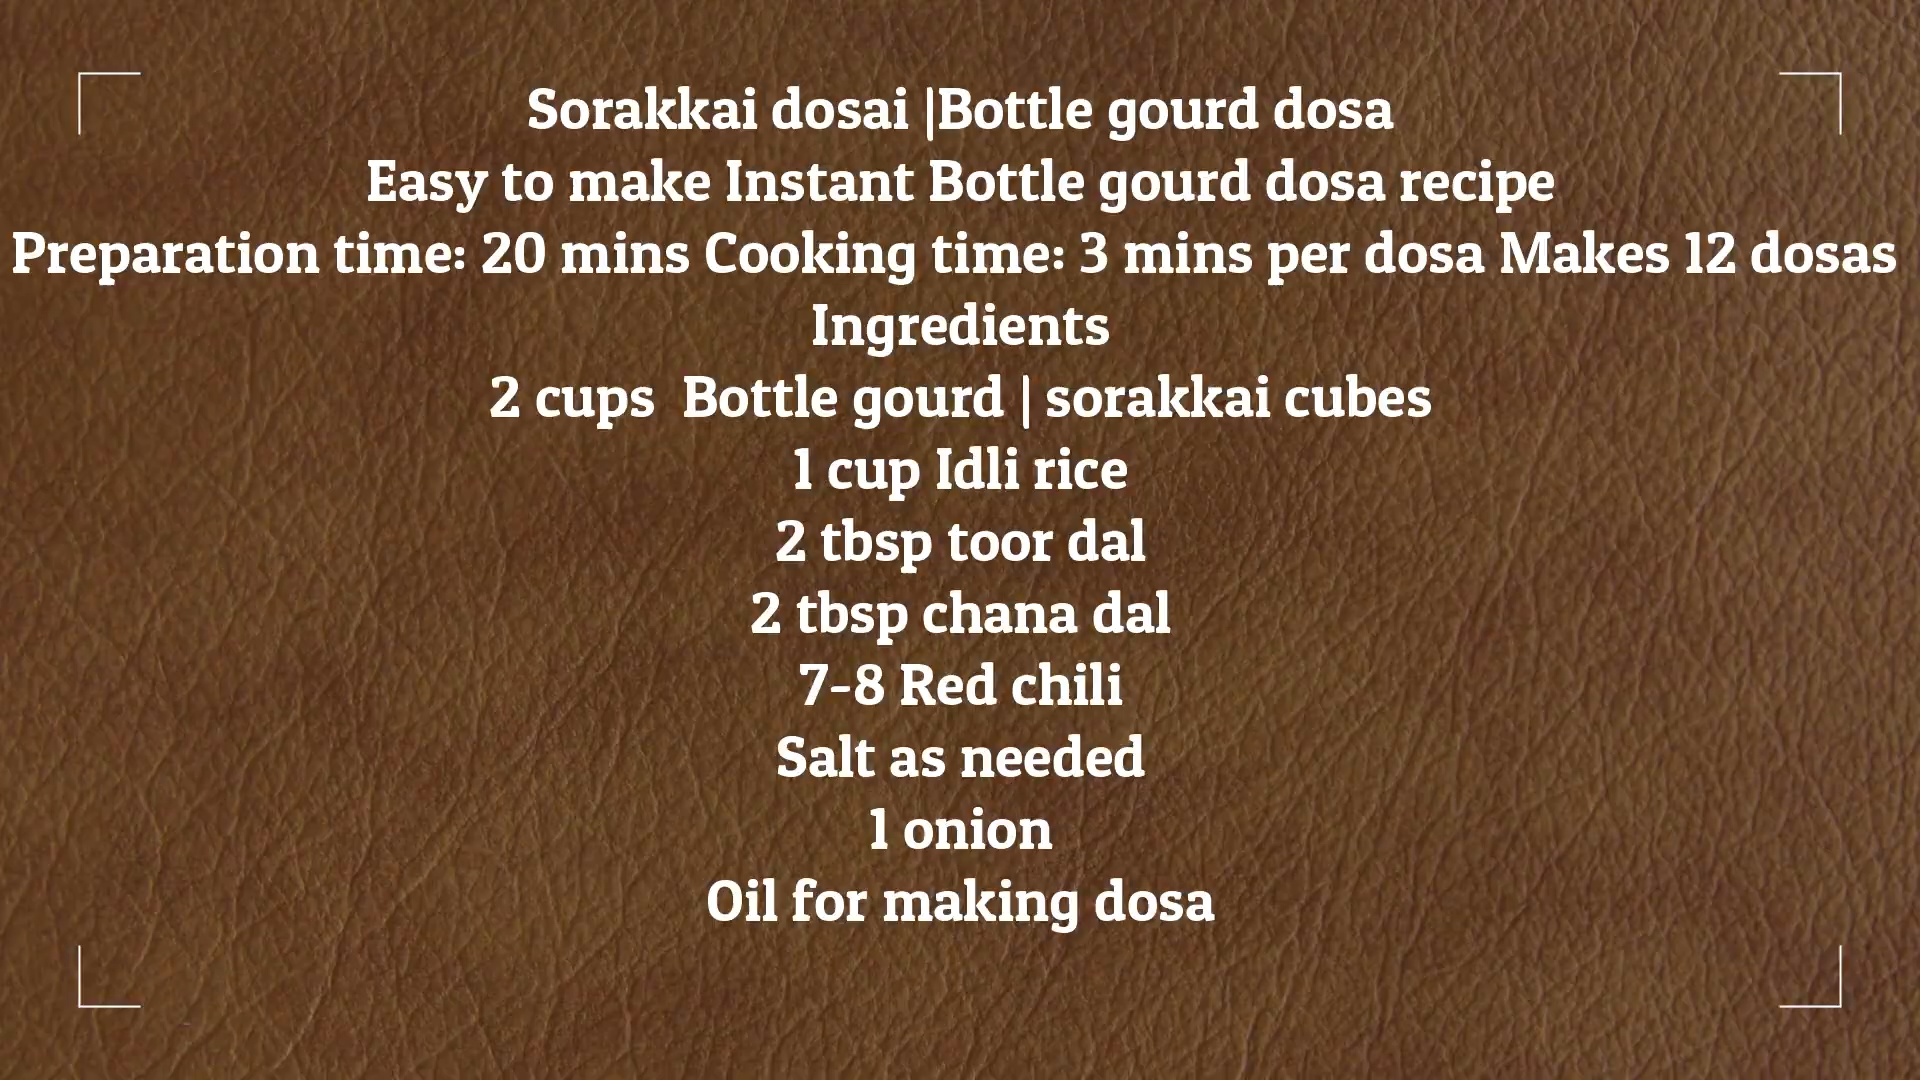 Sorakkai dosai |Bottle gourd dosa
Easy to make Instant Bottle gourd dosa recipe
Preparation time: 20 mins Cooking time: 3 mins per dosa Makes 12 dosas
Ingredients
2 cups  Bottle gourd | sorakkai cubes
1 cup Idli rice
2 tbsp toor dal
2 tbsp chana dal
7-8 Red chili
Salt as needed
1 onion
Oil for making dosa